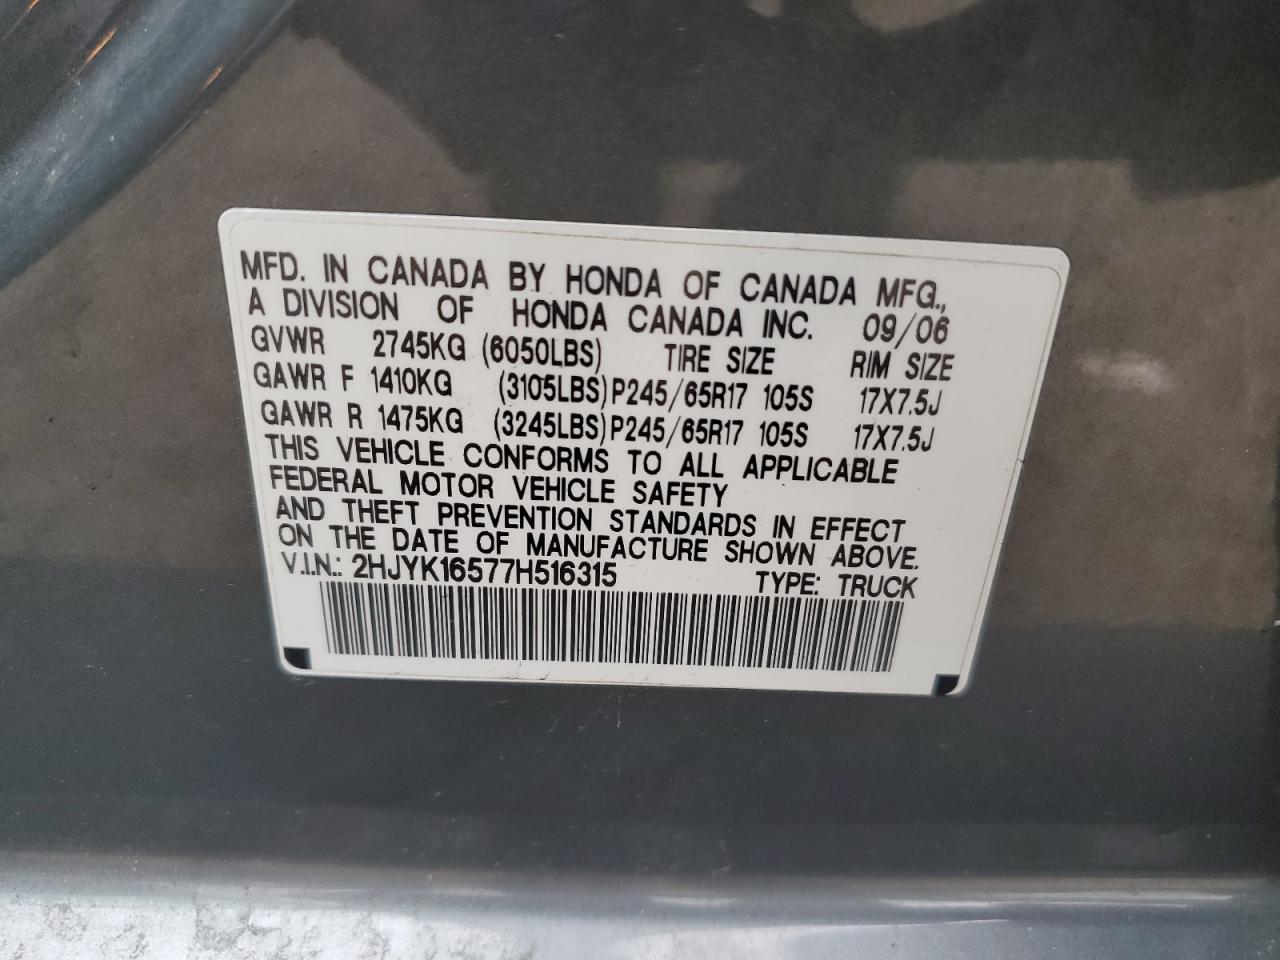 MFD. IN CANADA BY HONDA OF CANADA MFG.,
A DIVISION OF HONDA CANADA INC. 09/06
GVWR 2745KG (6050LBS) TIRE SIZE RIM SIZE
GAWR F 1410KG (3105LBS) P245/65R17 105S 17X7.5J
GAWR R 1475KG (3245LBS) P245/65R17 105S 17X7.5J
THIS VEHICLE CONFORMS TO ALL APPLICABLE
FEDERAL MOTOR VEHICLE SAFETY
AND THEFT PREVENTION STANDARDS IN EFFECT
ON THE DATE OF MANUFACTURE SHOWN ABOVE.
V.I.N.: 2HJYK16577H516315 TYPE: TRUCK